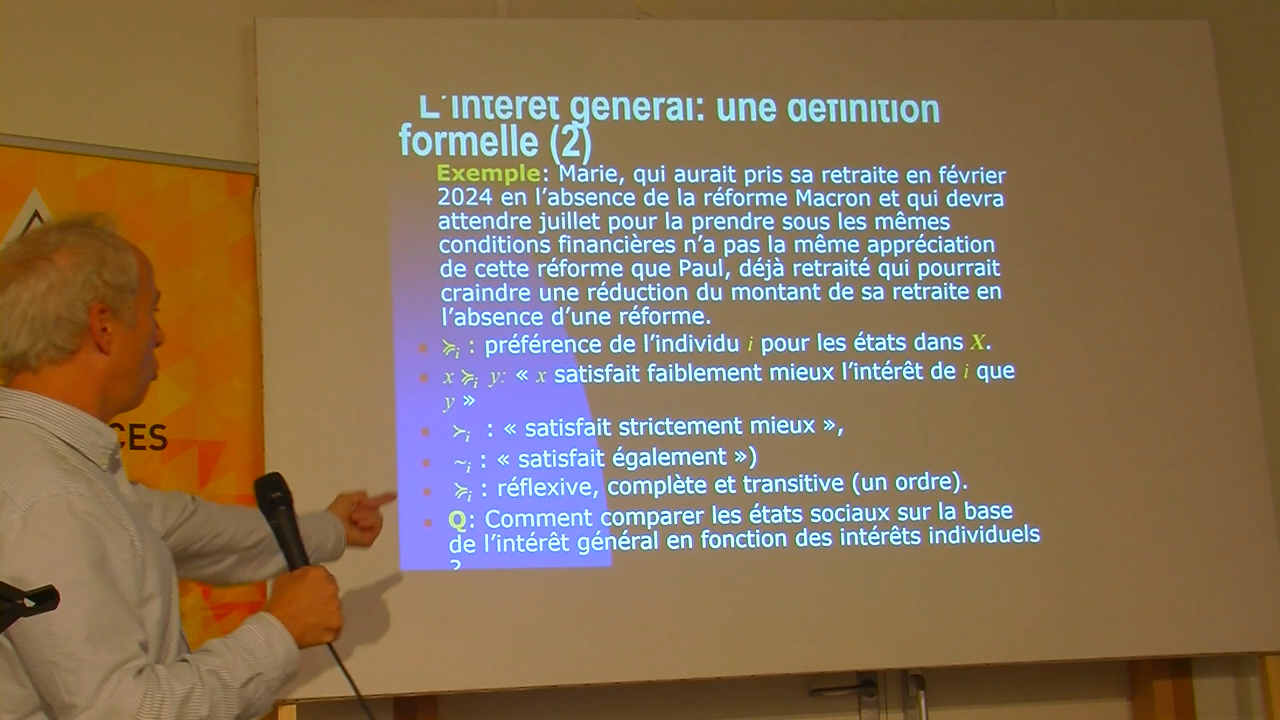 L'intérêt général: une définition
formelle (2)
Exemple: Marie, qui aurait pris sa retraite en février
2024 en l'absence de la réforme Macron et qui devra
attendre juillet pour la prendre sous les mêmes
conditions financières n'a pas la même appréciation
de cette réforme que Paul, déjà retraité qui pourrait
craindre une réduction du montant de sa retraite en
l'absence d'une réforme.
≽i : préférence de l'individu i pour les états dans X.
x ≽i y: « x satisfait faiblement mieux l'intérêt de i que
y »
≻i : « satisfait strictement mieux »,
∼i : « satisfait également »)
≽i : réflexive, complète et transitive (un ordre).
Q: Comment comparer les états sociaux sur la base
de l'intérêt général en fonction des intérêts individuels
?